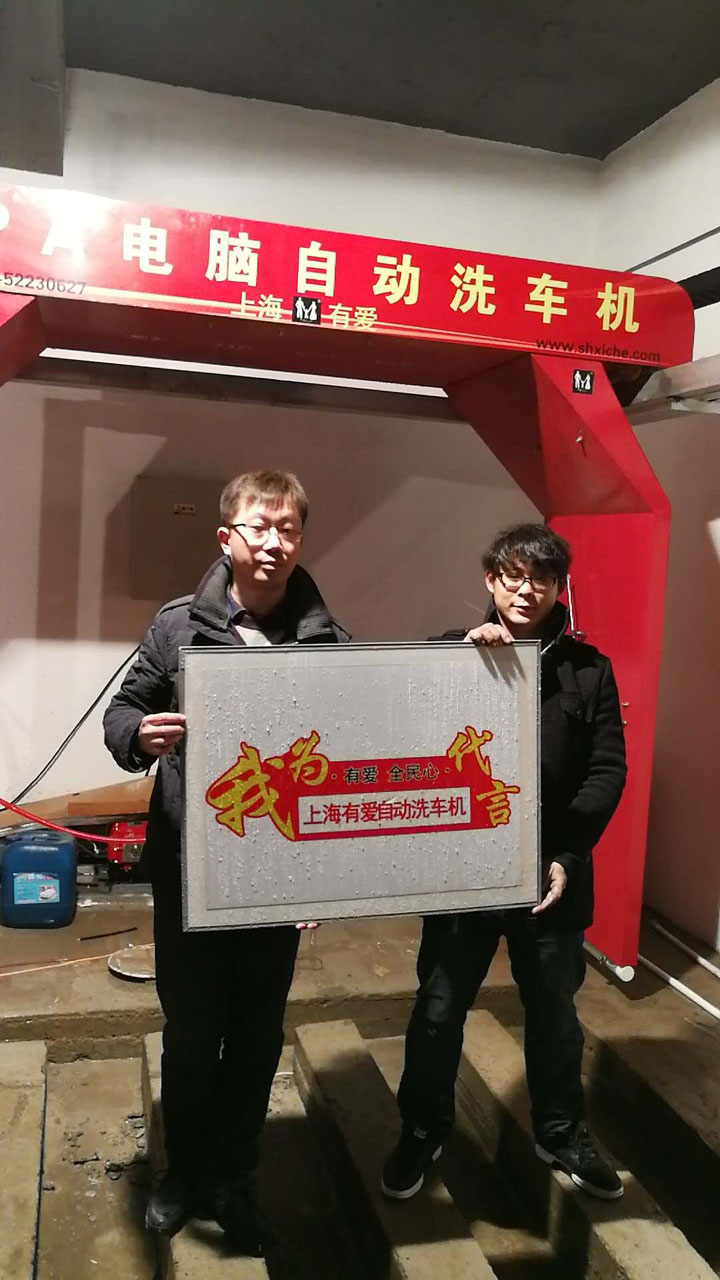 A 电脑自动洗车机
52230627
上海 有爱
www.shxiche.com
我为 代言
·有爱 全民心·
上海有爱自动洗车机